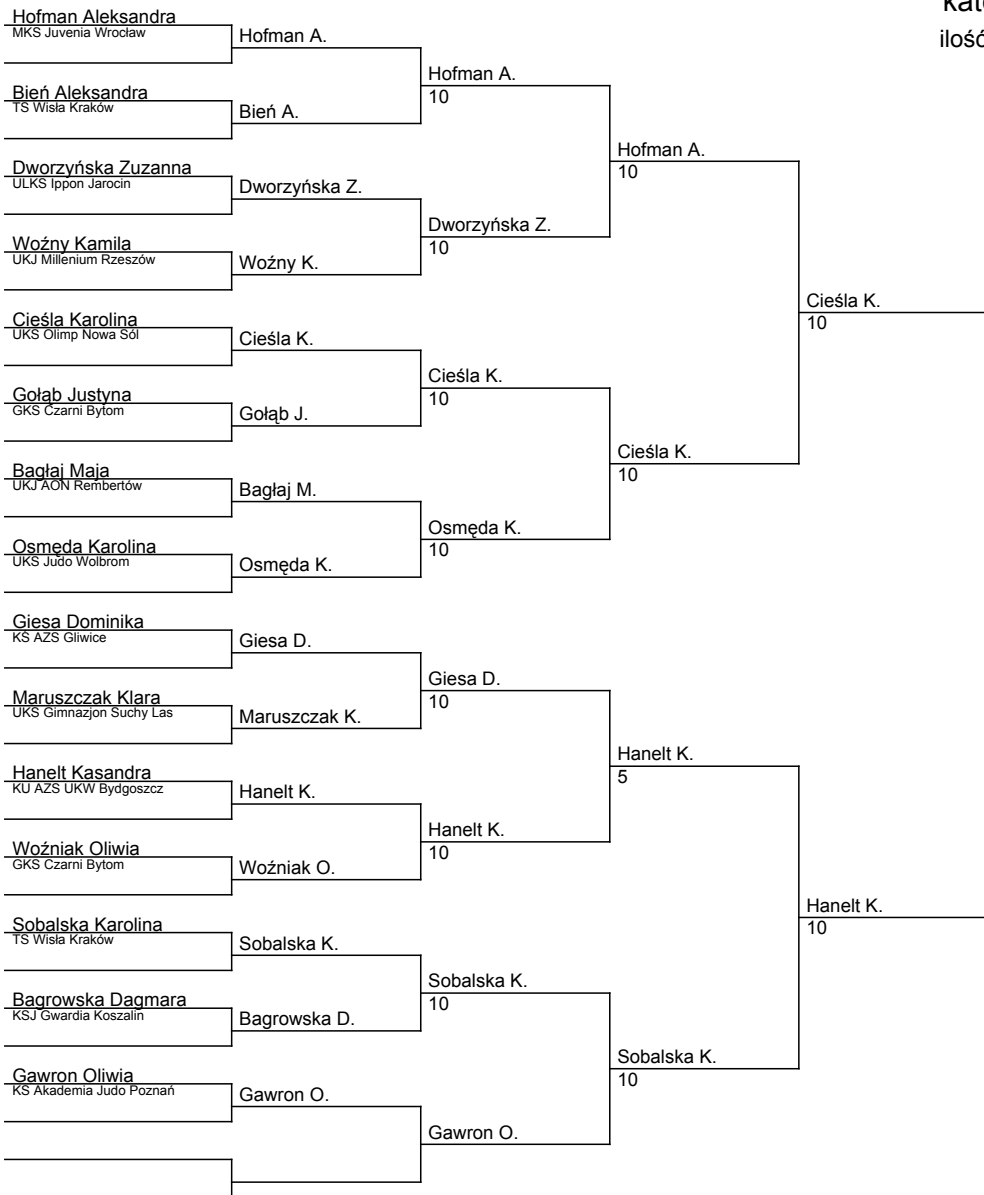 Hofman Aleksandra
MKS Juvenia Wrocław
Bień Aleksandra
TS Wisła Kraków
Dworzyńska Zuzanna
ULKS Ippon Jarocin
Woźny Kamila
UKJ Millenium Rzeszów
Cieśla Karolina
UKS Olimp Nowa Sól
Gołąb Justyna
GKS Czarni Bytom
Bagłaj Maja
UKJ AON Rembertów
Osmęda Karolina
UKS Judo Wolbrom
Giesa Dominika
KŚ AZS Gliwice
Maruszczak Klara
UKS Gimnazjon Suchy Las
Hanelt Kasandra
KU AZS UKW Bydgoszcz
Woźniak Oliwia
GKS Czarni Bytom
Sobalska Karolina
TS Wisła Kraków
Bagrowska Dagmara
KSJ Gwardia Koszalin
Gawron Oliwia
KS Akademia Judo Poznań
Hofman A.
Bień A.
Dworzyńska Z.
Woźny K.
Cieśla K.
Gołąb J.
Bagłaj M.
Osmęda K.
Giesa D.
Maruszczak K.
Hanelt K.
Woźniak O.
Sobalska K.
Bagrowska D.
Gawron O.
Hofman A.
10
Dworzyńska Z.
10
Cieśla K.
10
Osmęda K.
10
Giesa D.
10
Hanelt K.
10
Sobalska K.
10
Gawron O.
Hofman A.
10
Cieśla K.
10
Hanelt K.
5
Sobalska K.
10
Cieśla K.
10
Hanelt K.
10
ilość